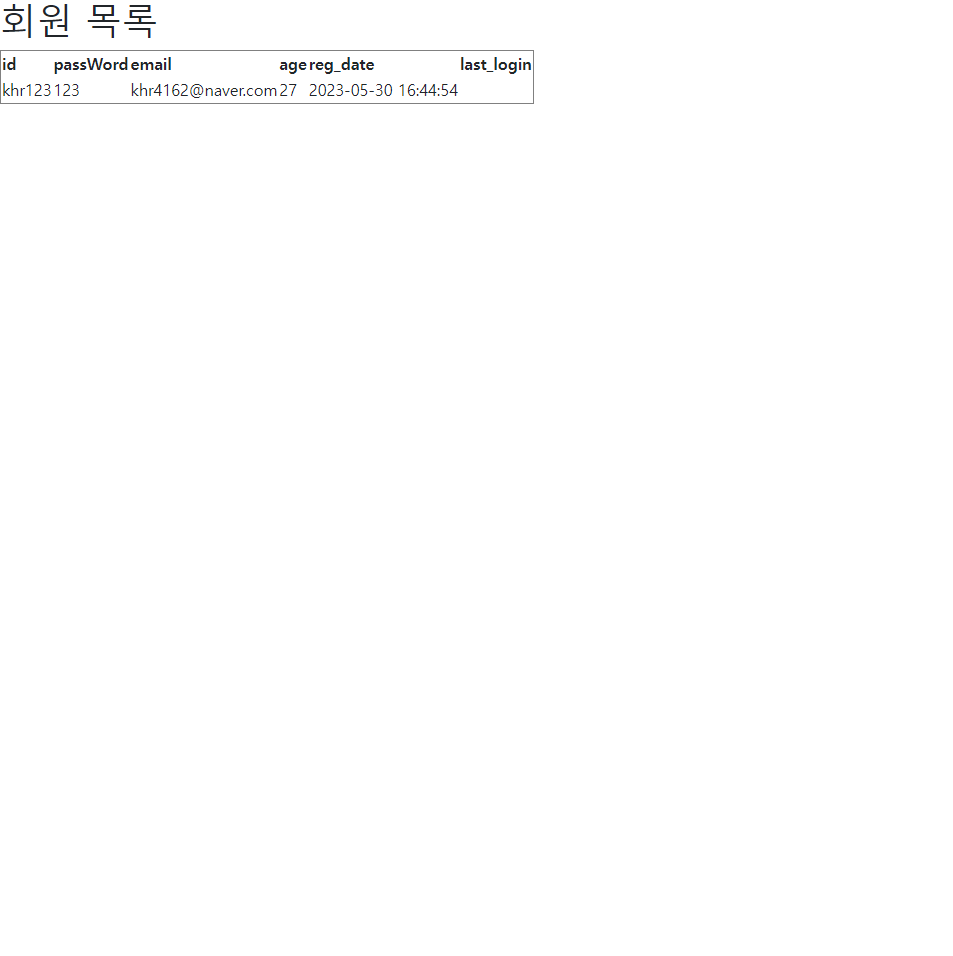 회원 목록
id passWord email age reg_date last_login
khr123 123 khr4162@naver.com 27 2023-05-30 16:44:54